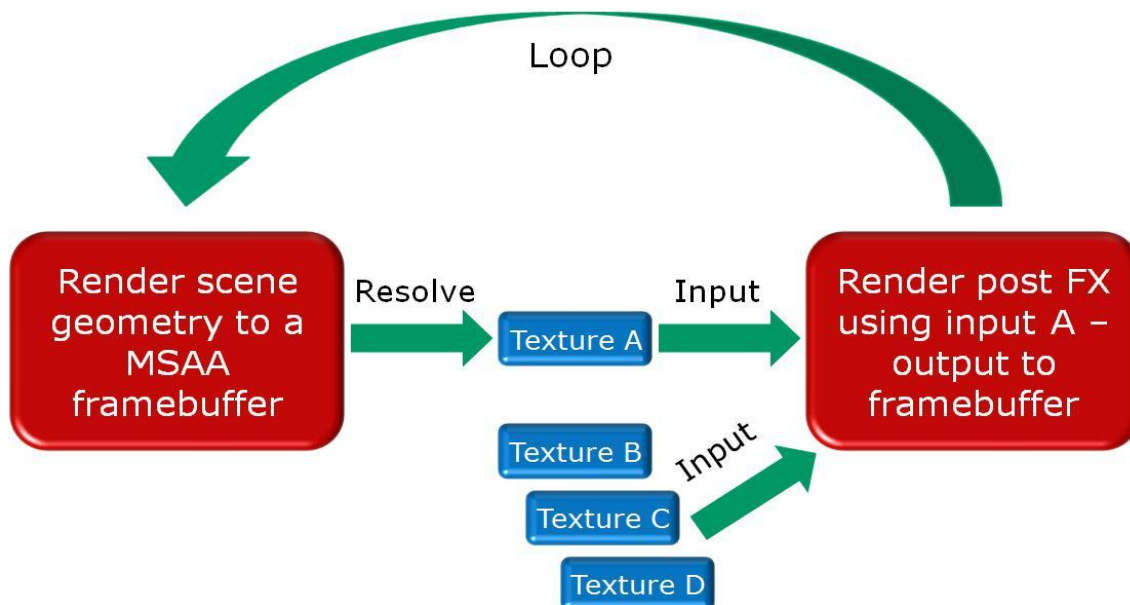 Loop
Render scene
geometry to a
MSAA
framebuffer
Resolve
Texture A
Input
Render post FX
using input A –
output to
framebuffer
Texture B
Texture C
Texture D
Input